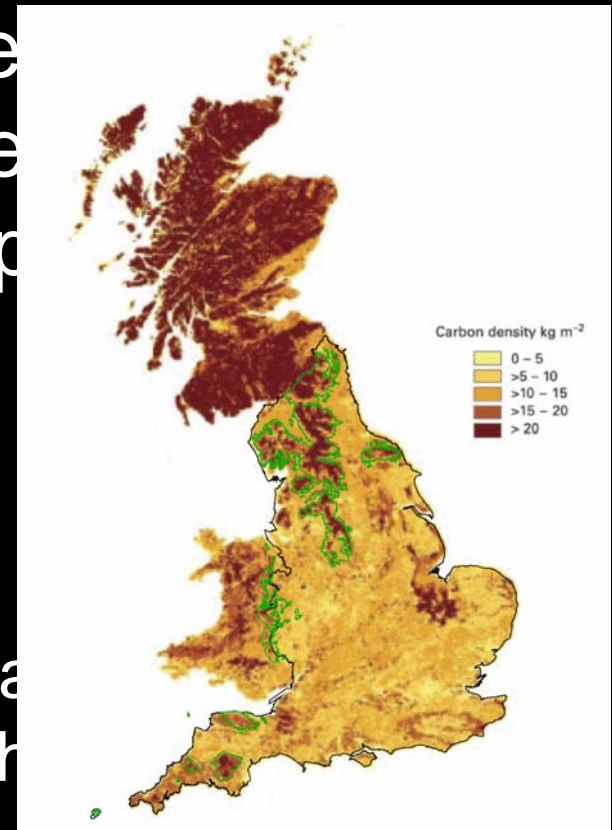 e
e
p
Carbon density kg m⁻²
0 – 5
>5 – 10
>10 – 15
>15 – 20
> 20
a
h